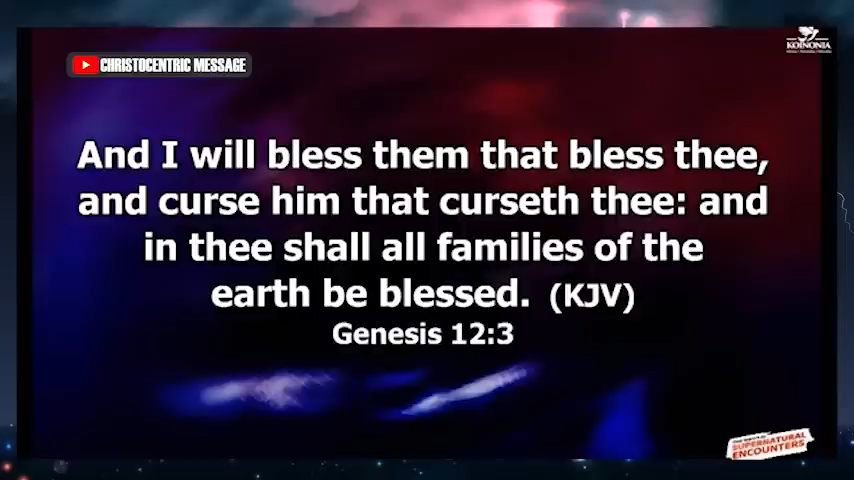 CHRISTOCENTRIC MESSAGE
KOINONIA
And I will bless them that bless thee,
and curse him that curseth thee: and
in thee shall all families of the
earth be blessed. (KJV)
Genesis 12:3
SUPERNATURAL
ENCOUNTERS